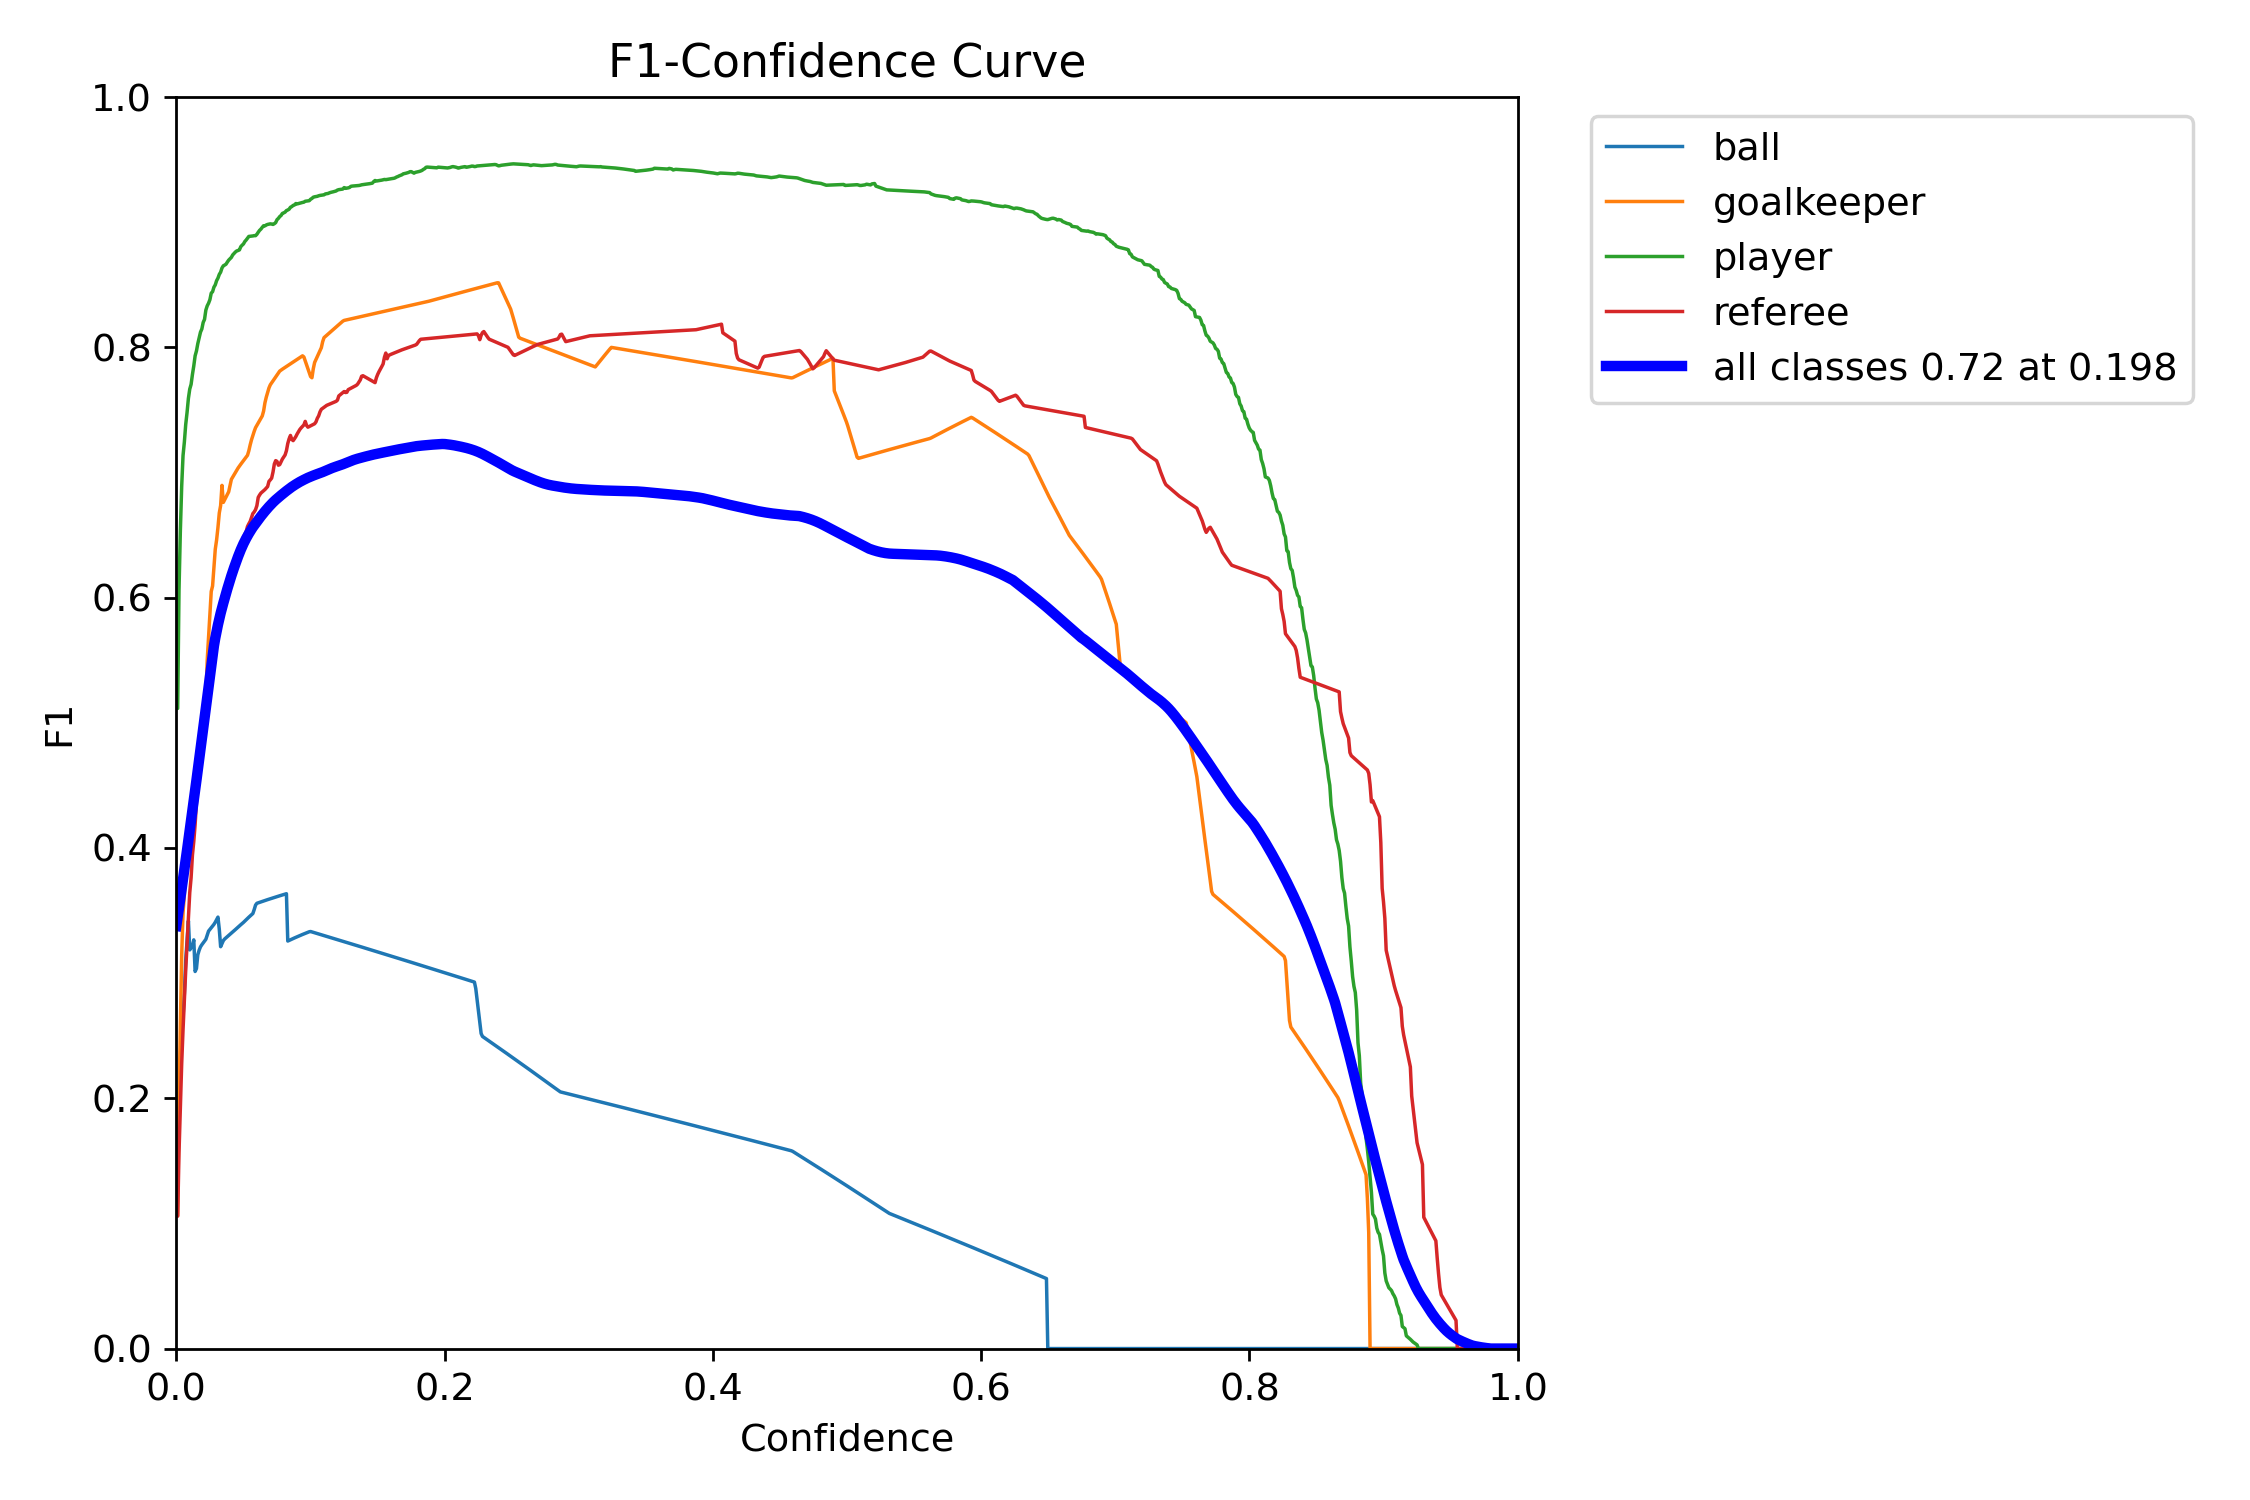 F1-Confidence Curve
1.0
0.8
0.6
0.4
0.2
0.0
F1
0.0 0.2 0.4 0.6 0.8 1.0
Confidence
ball
goalkeeper
player
referee
all classes 0.72 at 0.198